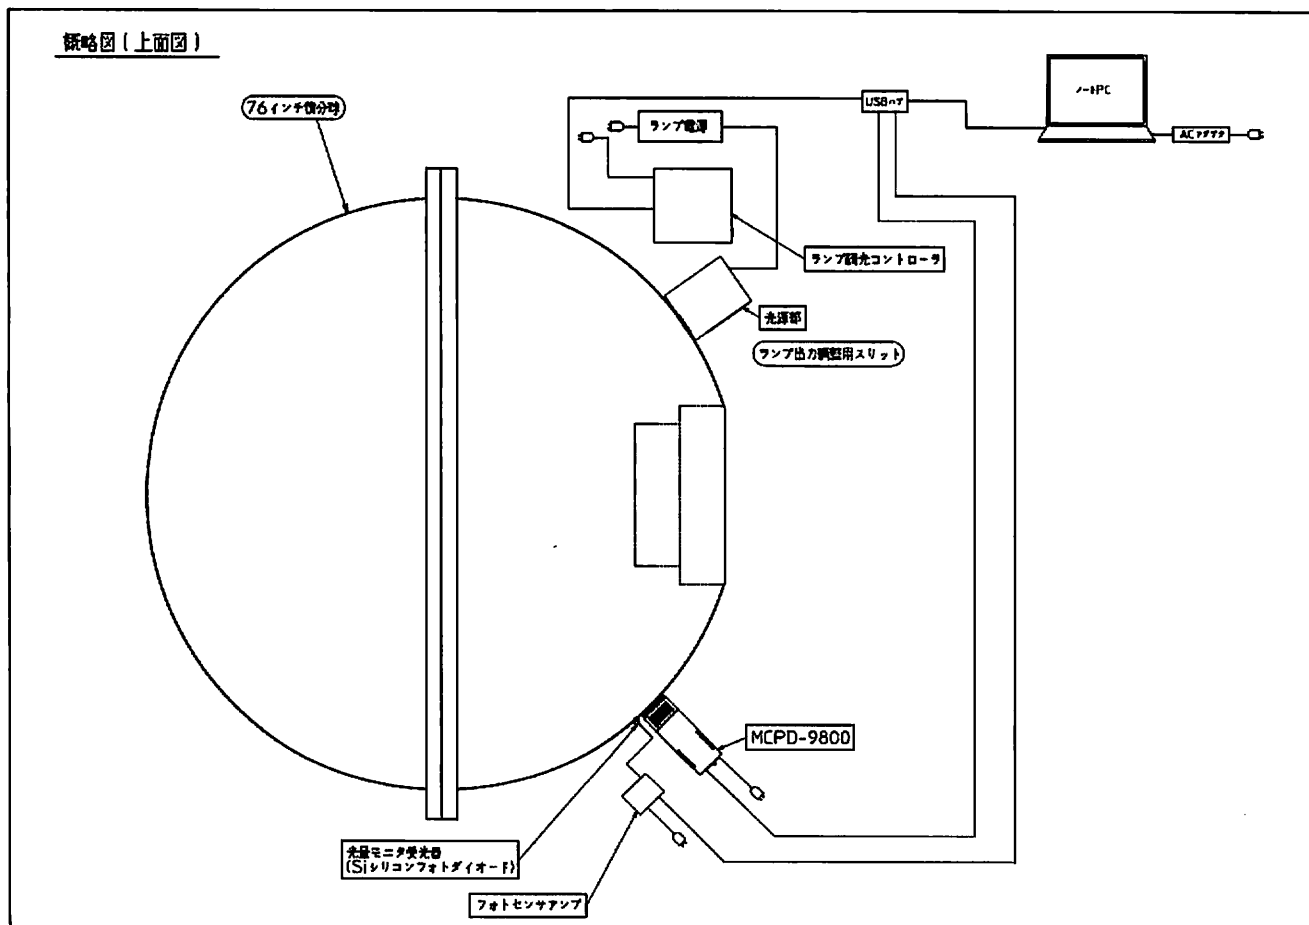 概略図(上面図)
76インチ積分球
ランプ電源
USBハブ
ノートPC
ACアダプタ
ランプ調光コントローラ
光源部
ランプ出力調整用スリット
MCPD-9800
光量モニタ受光器
(Siシリコンフォトダイオード)
フォトセンサアンプ